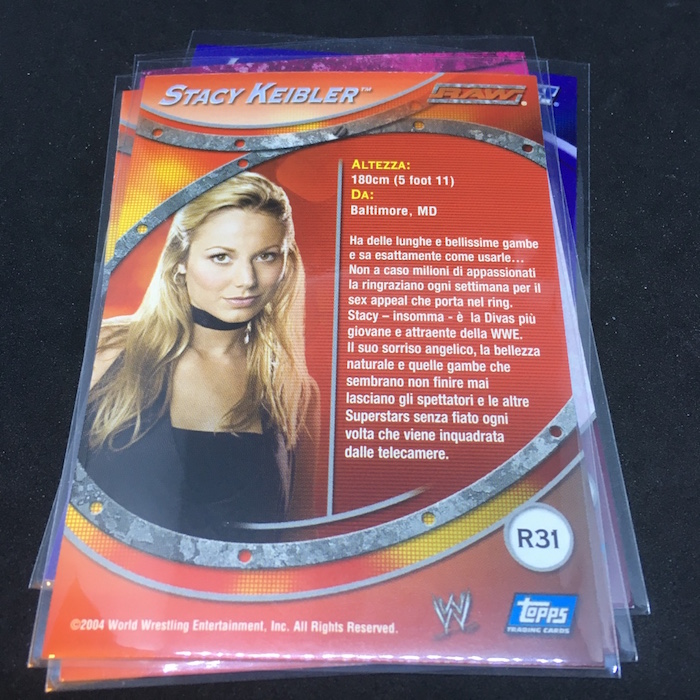 STACY KEIBLER™
RAW®
ALTEZZA:
180cm (5 foot 11)
DA:
Baltimore, MD
Ha delle lunghe e bellissime gambe
e sa esattamente come usarle...
Non a caso milioni di appassionati
la ringraziano ogni settimana per il
sex appeal che porta nel ring.
Stacy – insomma - è la Divas più
giovane e attraente della WWE.
Il suo sorriso angelico, la bellezza
naturale e quelle gambe che
sembrano non finire mai
lasciano gli spettatori e le altre
Superstars senza fiato ogni
volta che viene inquadrata
dalle telecamere.
R31
©2004 World Wrestling Entertainment, Inc. All Rights Reserved.
W
topps
TRADING CARDS